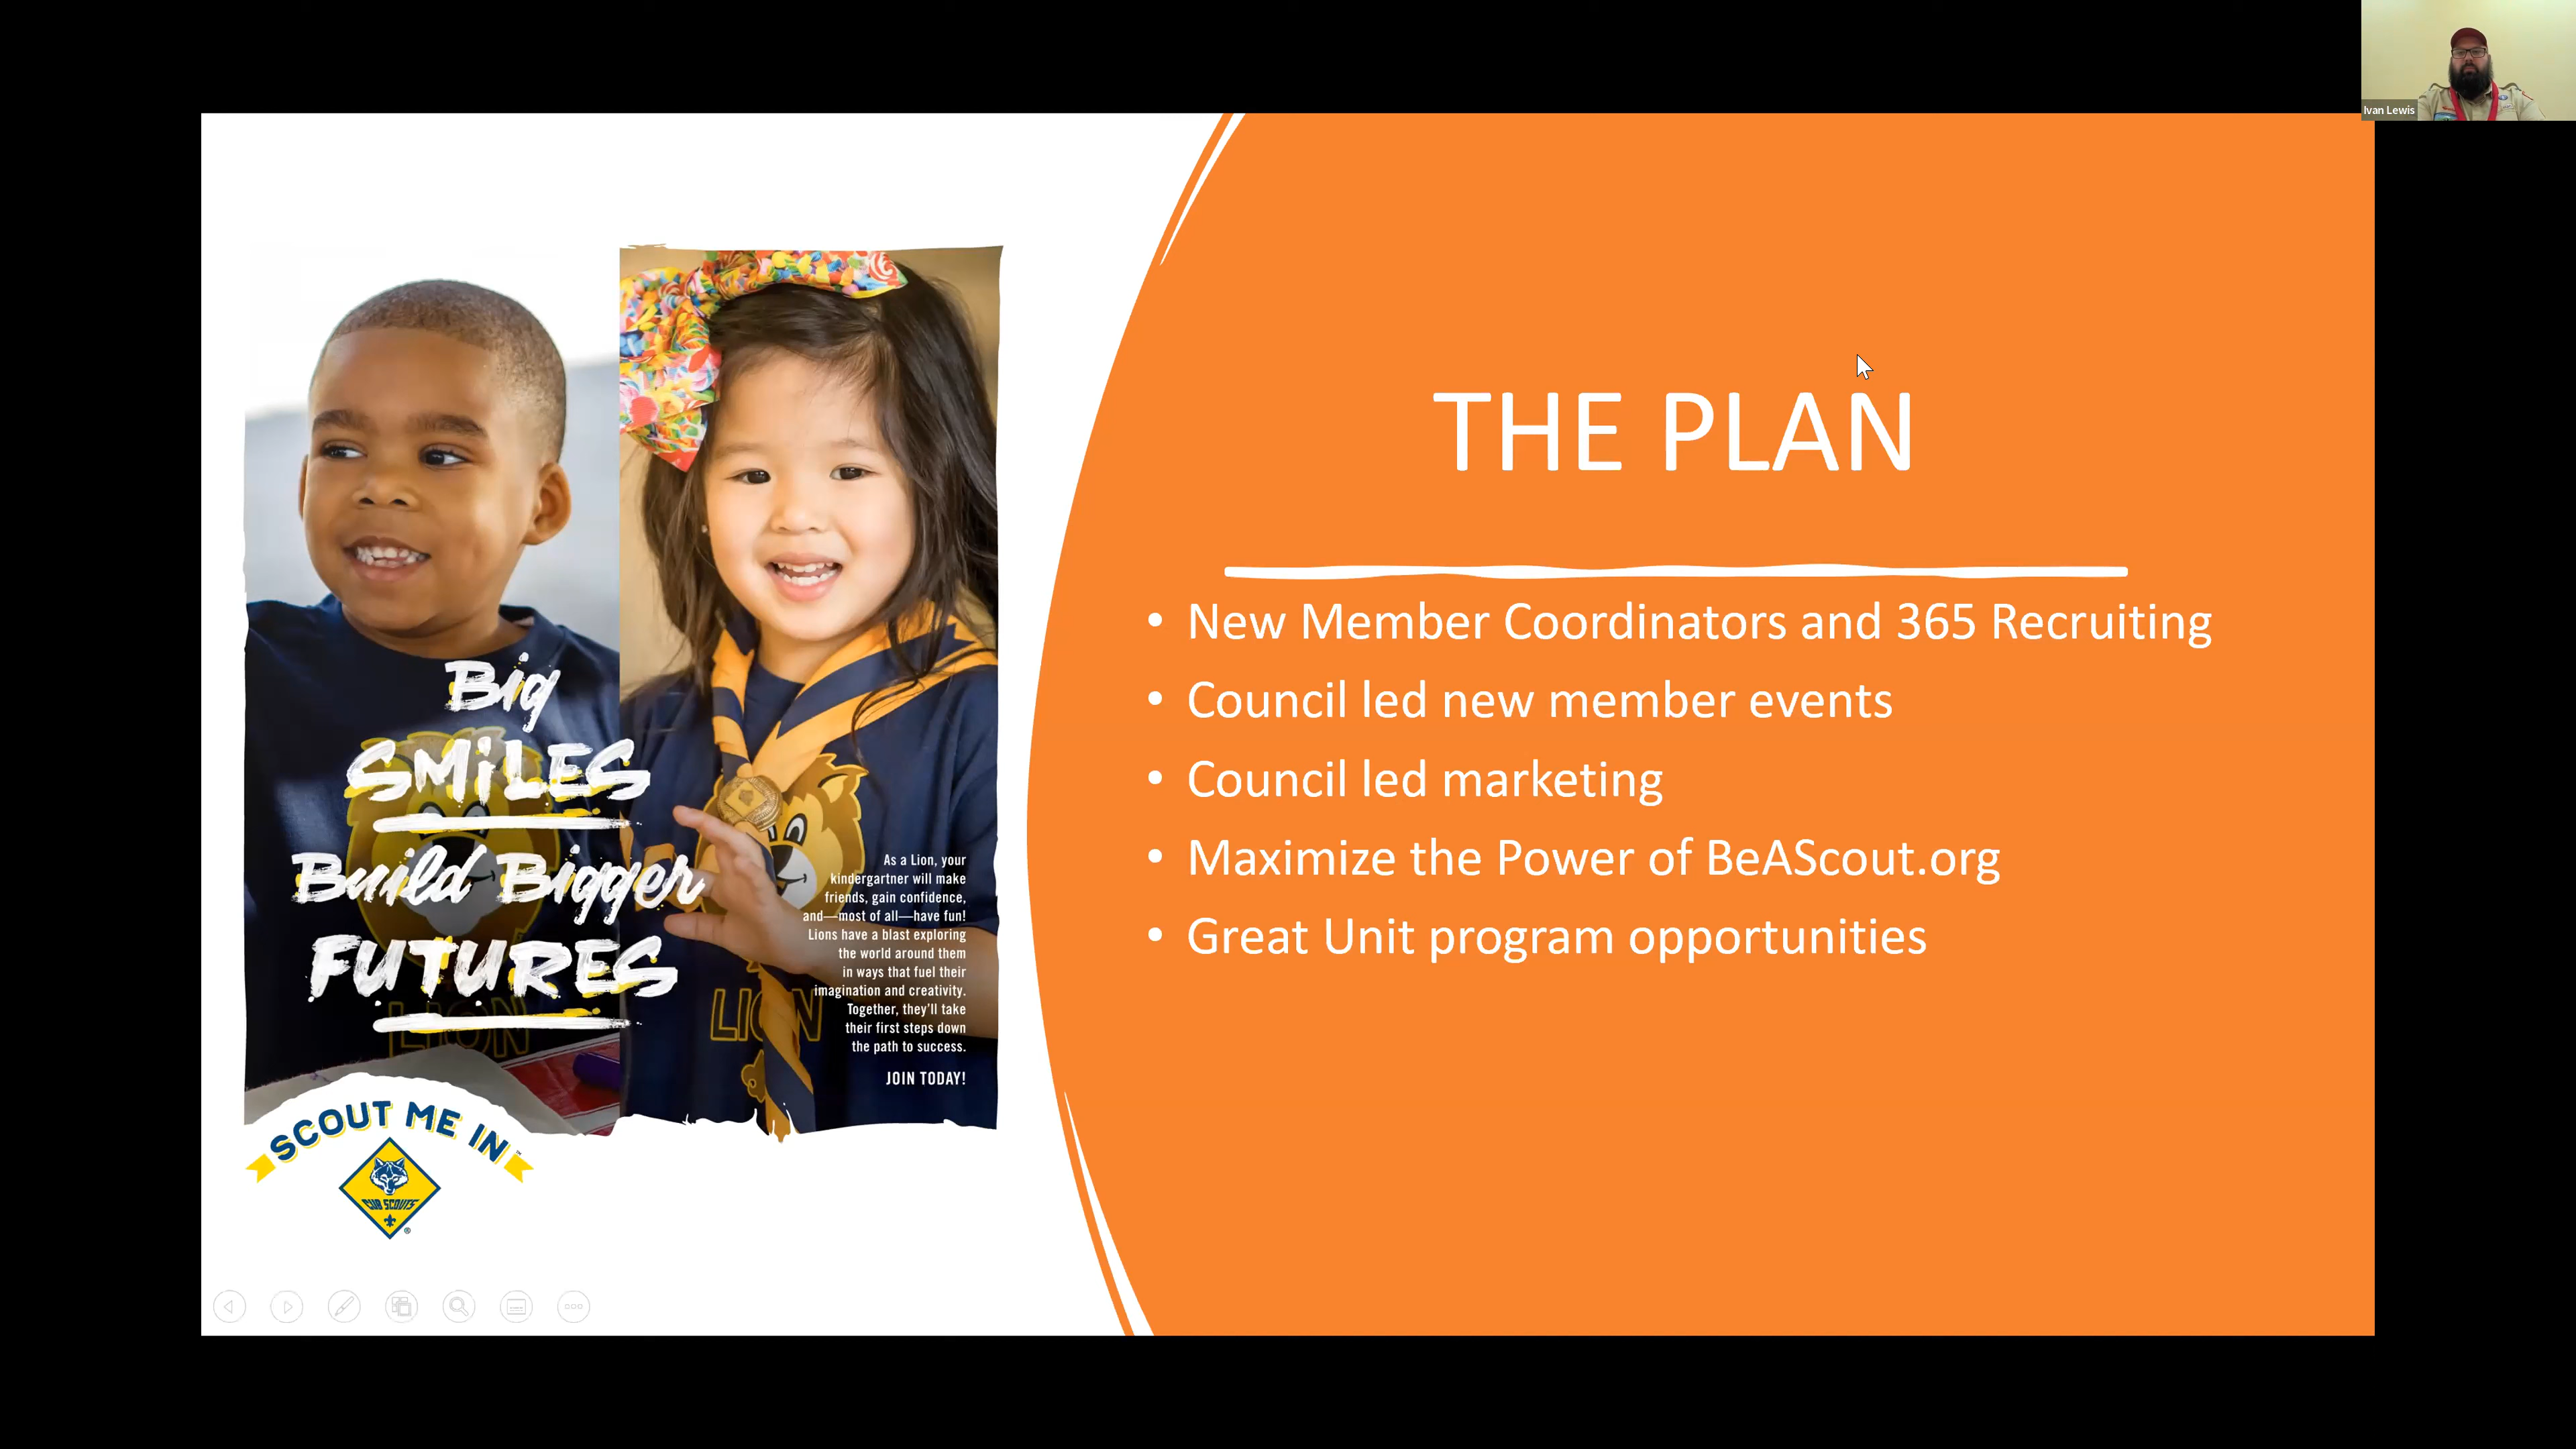 Ivan Lewis
Big
SMiLES
Build Bigger
FUTURES
As a Lion, your
kindergartner will make
friends, gain confidence,
and—most of all—have fun!
Lions have a blast exploring
the world around them
in ways that fuel their
imagination and creativity.
Together, they'll take
their first steps down
the path to success.
JOIN TODAY!
LION
LION
SCOUT ME IN™
CUB SCOUTS
®
THE PLAN
• New Member Coordinators and 365 Recruiting
• Council led new member events
• Council led marketing
• Maximize the Power of BeAScout.org
• Great Unit program opportunities